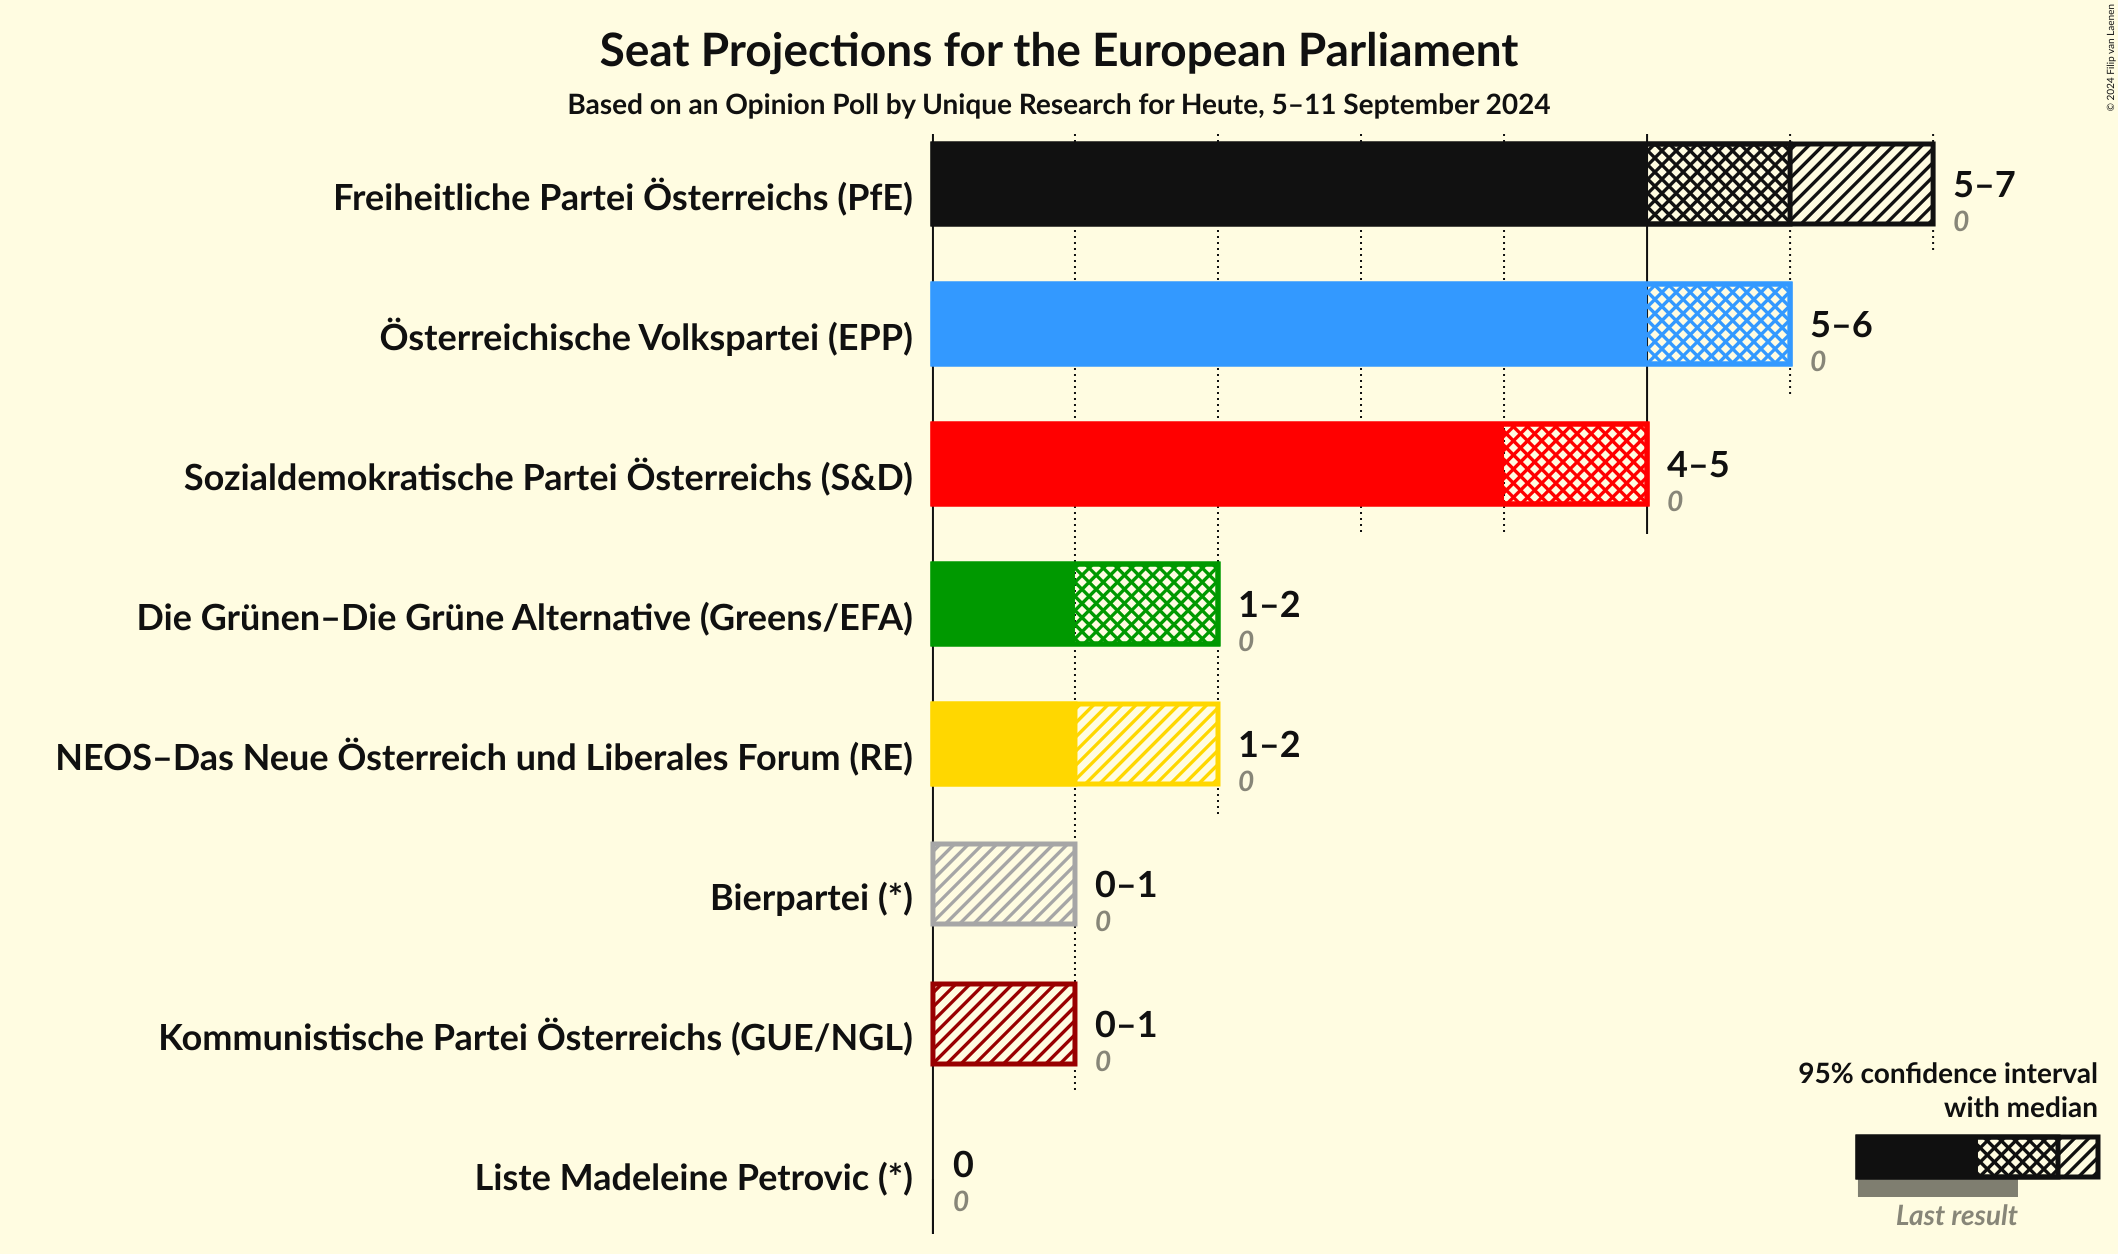 Seat Projections for the European Parliament
Based on an Opinion Poll by Unique Research for Heute, 5–11 September 2024
© 2024 Filip van Laenen
Freiheitliche Partei Österreichs (PfE)
5–7
0
Österreichische Volkspartei (EPP)
5–6
0
Sozialdemokratische Partei Österreichs (S&D)
4–5
0
Die Grünen–Die Grüne Alternative (Greens/EFA)
1–2
0
NEOS–Das Neue Österreich und Liberales Forum (RE)
1–2
0
Bierpartei (*)
0–1
0
Kommunistische Partei Österreichs (GUE/NGL)
0–1
0
Liste Madeleine Petrovic (*)
0
0
95% confidence interval
with median
Last result